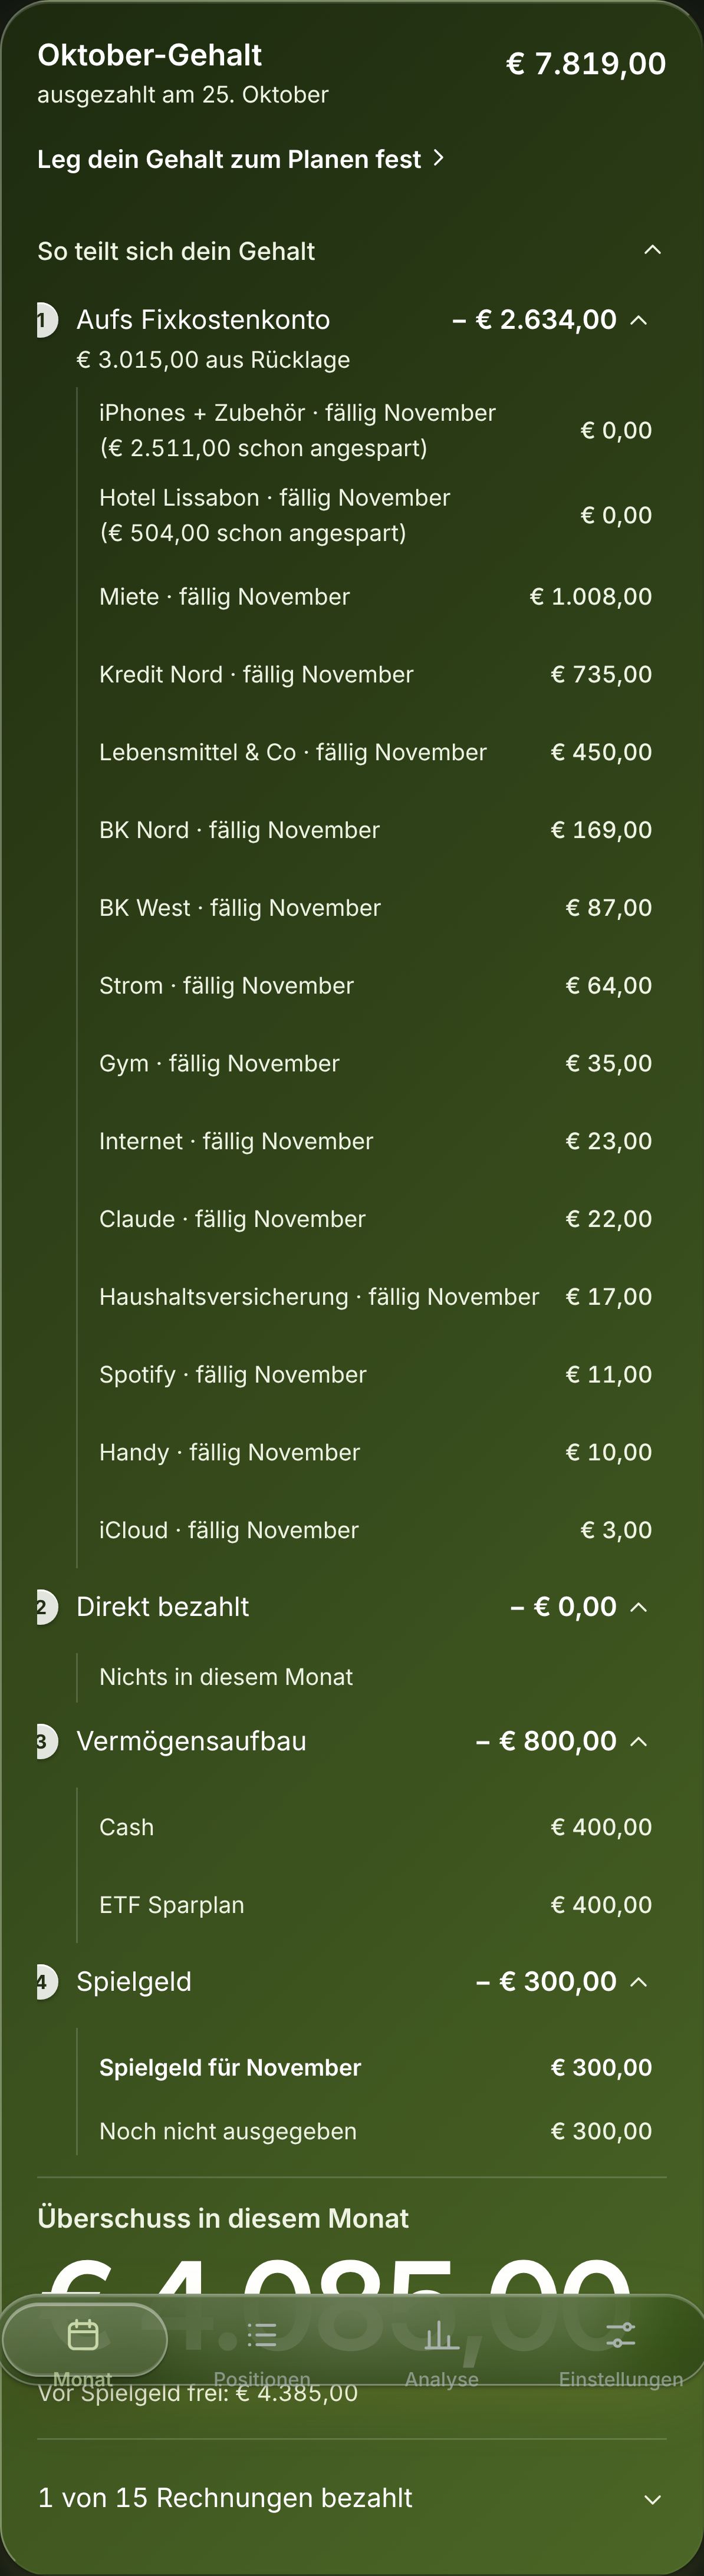 Oktober-Gehalt
€ 7.819,00
ausgezahlt am 25. Oktober
Leg dein Gehalt zum Planen fest
So teilt sich dein Gehalt
1 Aufs Fixkostenkonto – € 2.634,00
€ 3.015,00 aus Rücklage
iPhones + Zubehör · fällig November
(€ 2.511,00 schon angespart)
€ 0,00
Hotel Lissabon · fällig November
(€ 504,00 schon angespart)
€ 0,00
Miete · fällig November € 1.008,00
Kredit Nord · fällig November € 735,00
Lebensmittel & Co · fällig November € 450,00
BK Nord · fällig November € 169,00
BK West · fällig November € 87,00
Strom · fällig November € 64,00
Gym · fällig November € 35,00
Internet · fällig November € 23,00
Claude · fällig November € 22,00
Haushaltsversicherung · fällig November € 17,00
Spotify · fällig November € 11,00
Handy · fällig November € 10,00
iCloud · fällig November € 3,00
2 Direkt bezahlt – € 0,00
Nichts in diesem Monat
3 Vermögensaufbau – € 800,00
Cash € 400,00
ETF Sparplan € 400,00
4 Spielgeld – € 300,00
Spielgeld für November € 300,00
Noch nicht ausgegeben € 300,00
Überschuss in diesem Monat
€ 4.085,00
Monat Positionen Analyse Einstellungen
Vor Spielgeld frei: € 4.385,00
1 von 15 Rechnungen bezahlt